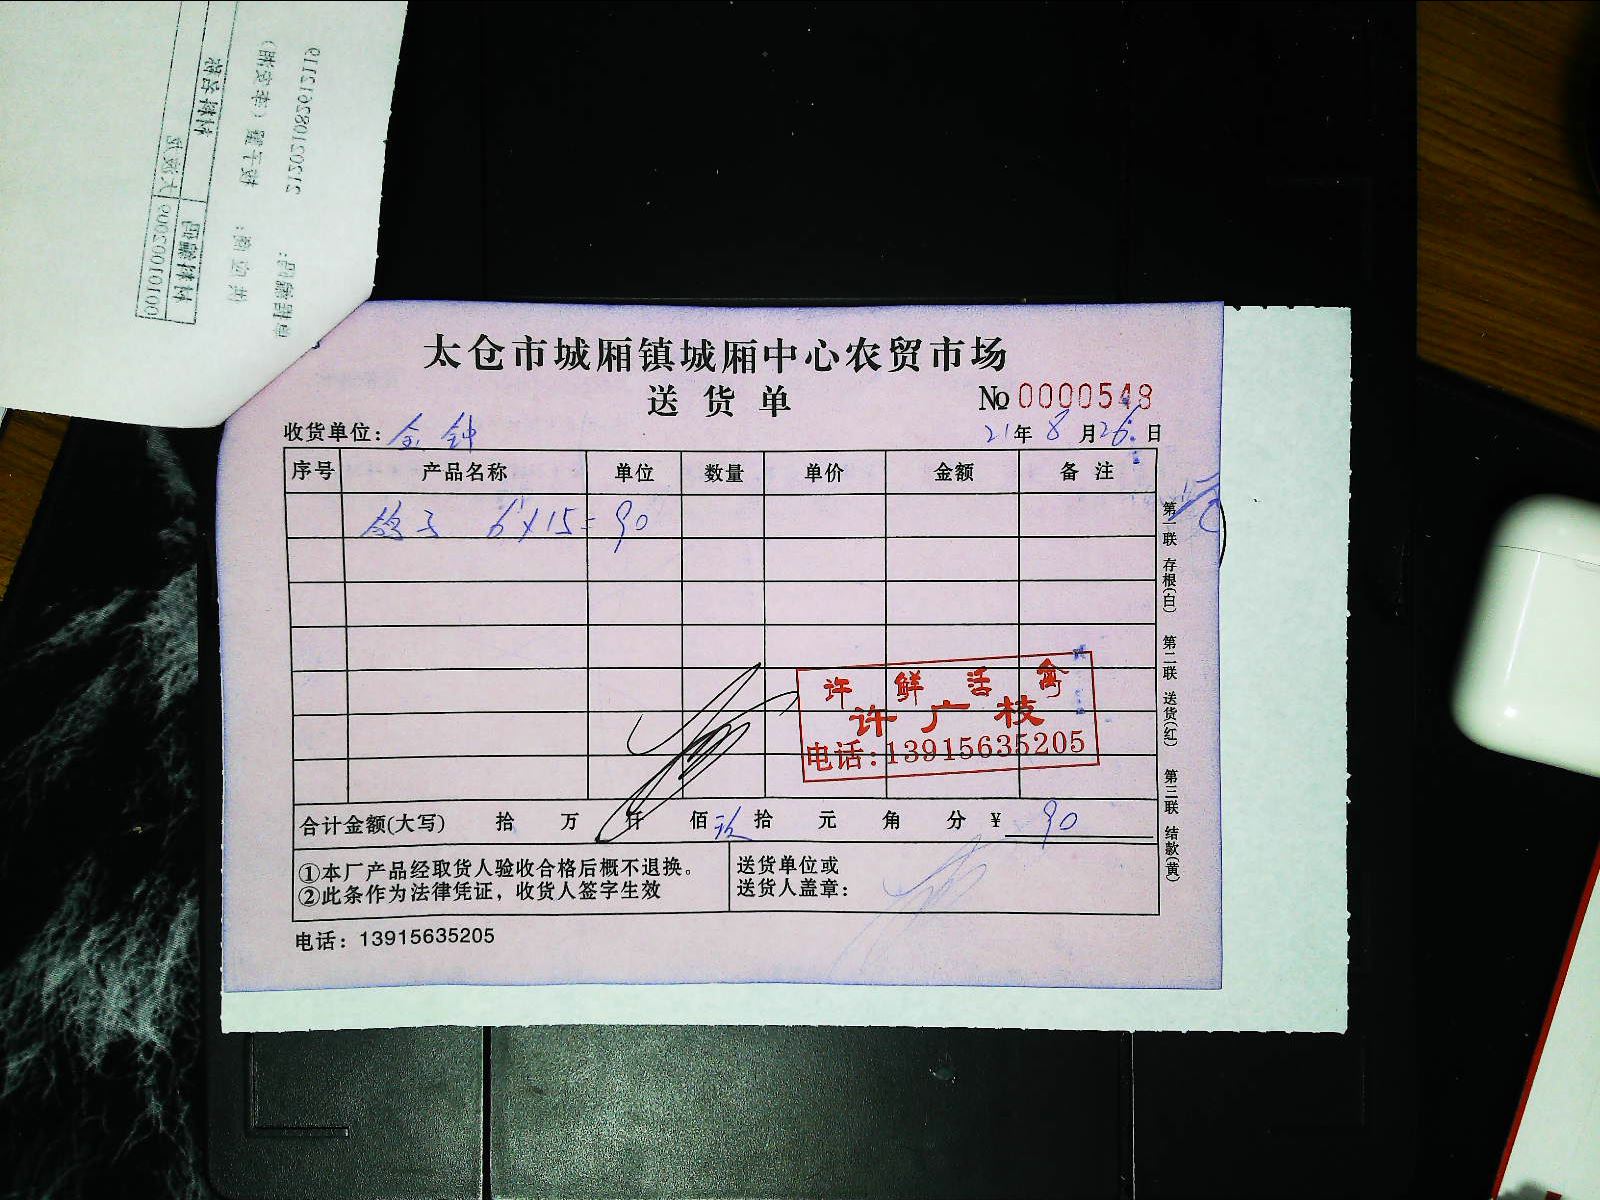 太仓市城厢镇城厢中心农贸市场
送货单 № 0000548
收货单位: 金钟 21年8月26日
序号 产品名称 单位 数量 单价 金额 备注
鸽子 6×15=90
许鲜活禽
许广枝
电话:13915635205
合计金额(大写) 拾 万 仟 佰 玖拾 元 角 分 ¥ 90
①本厂产品经取货人验收合格后概不退换。
②此条作为法律凭证，收货人签字生效
送货单位或
送货人盖章:
电话: 13915635205
第一联 存根(白) 第二联 送货(红) 第三联 结款(黄)